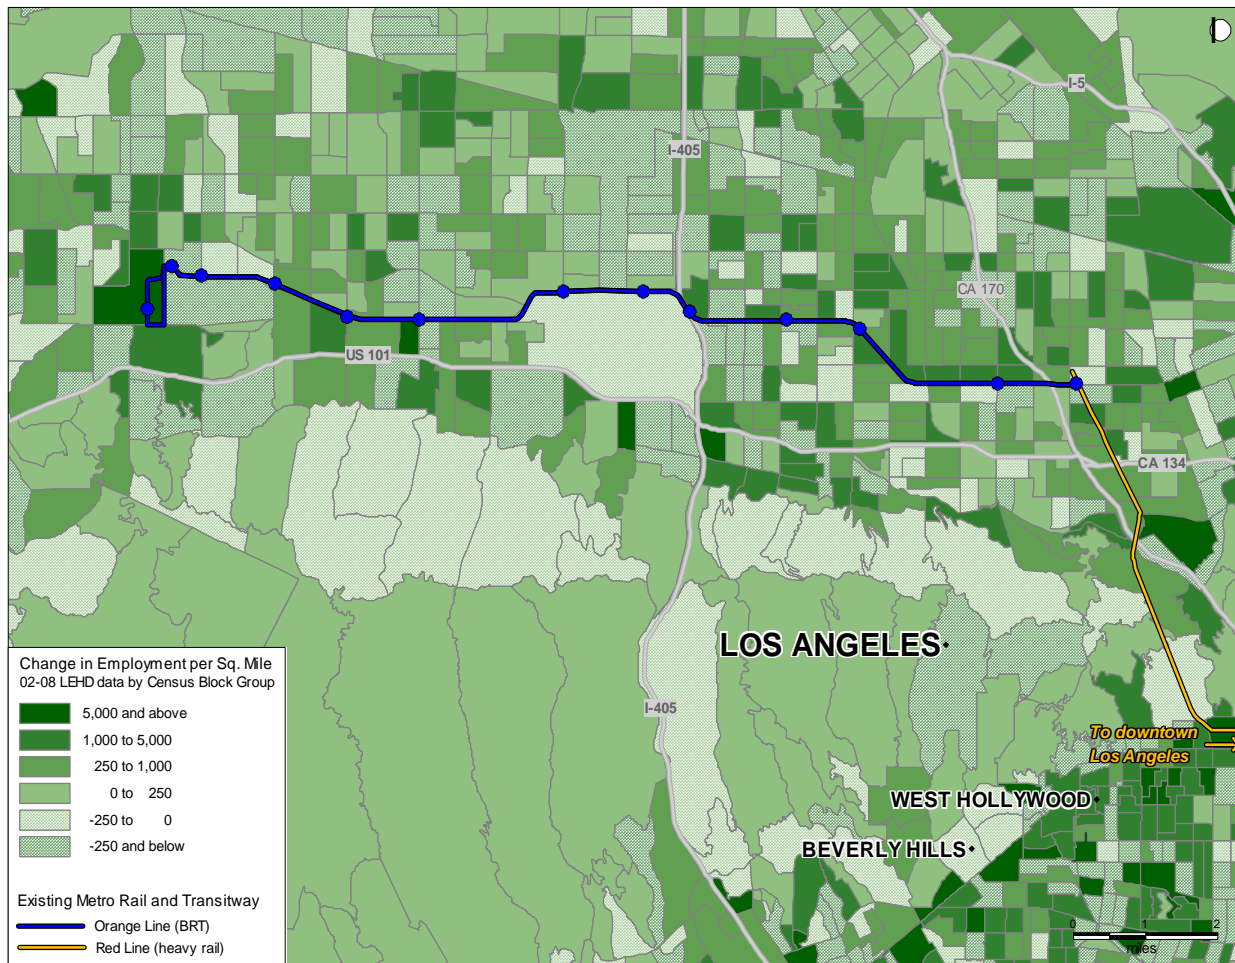 I-5
I-405
CA 170
US 101
CA 134
LOS ANGELES
I-405
To downtown
Los Angeles
WEST HOLLYWOOD
BEVERLY HILLS
Change in Employment per Sq. Mile
02-08 LEHD data by Census Block Group
5,000 and above
1,000 to 5,000
250 to 1,000
0 to 250
-250 to 0
-250 and below
Existing Metro Rail and Transitway
Orange Line (BRT)
Red Line (heavy rail)
0 1 2
miles